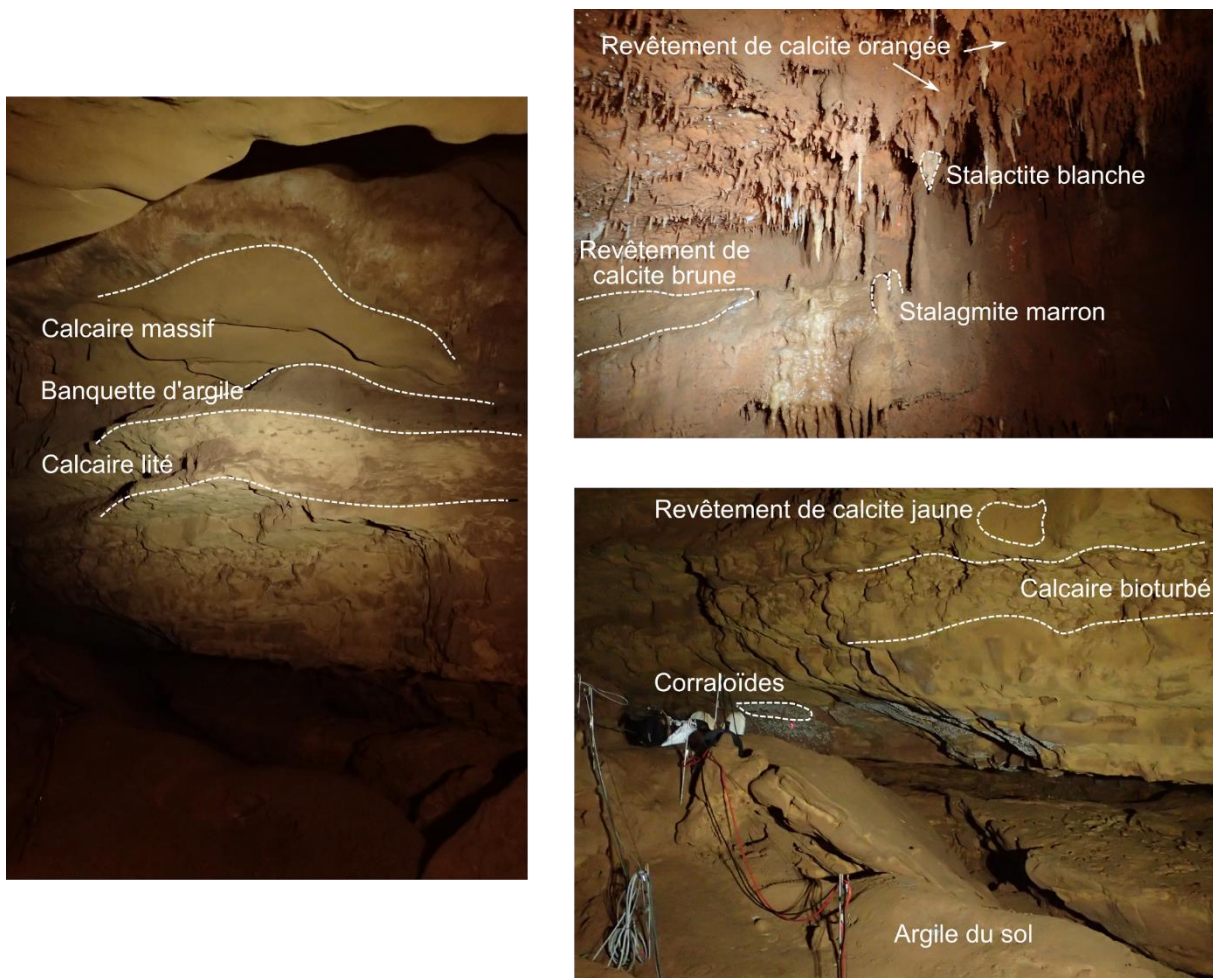 Calcaire massif
Banquette d'argile
Calcaire lité
Revêtement de calcite orangée
Stalactite blanche
Revêtement de
calcite brune
Stalagmite marron
Revêtement de calcite jaune
Calcaire bioturbé
Corraloïdes
Argile du sol